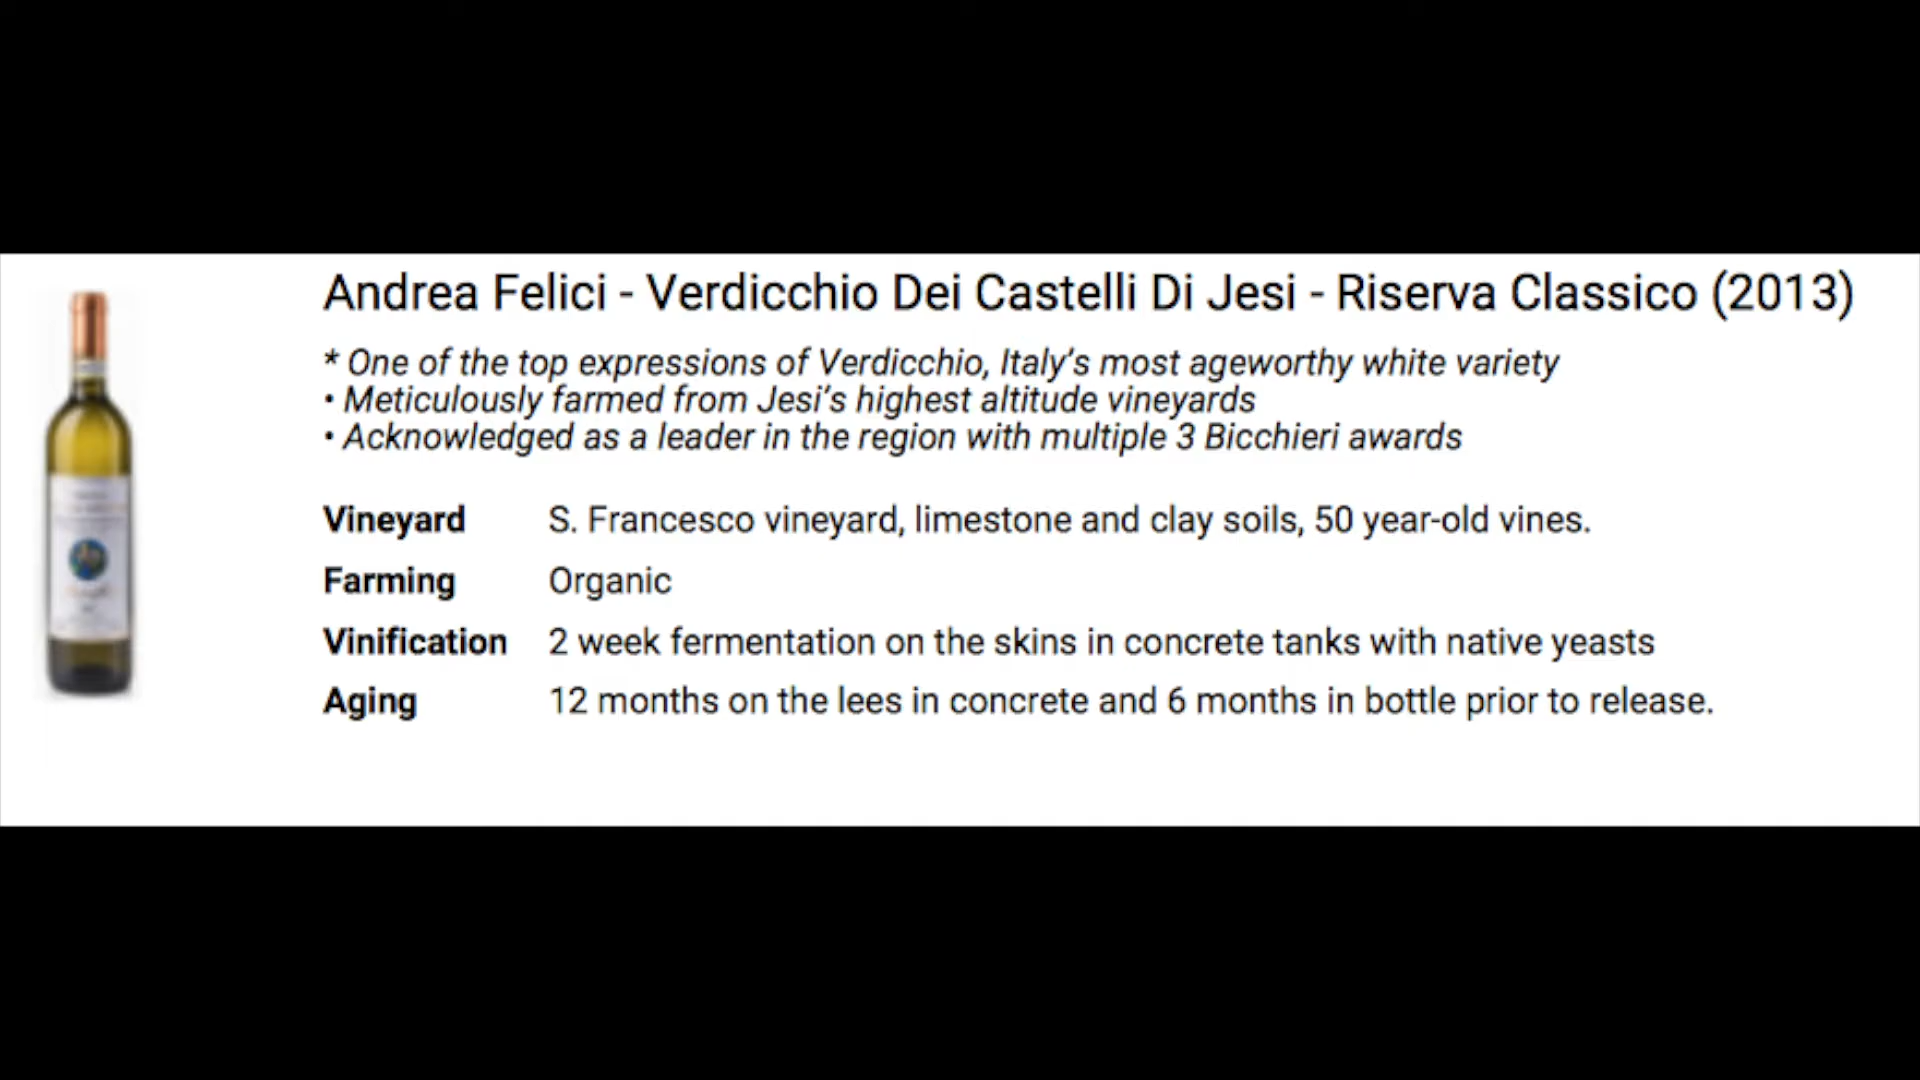 Andrea Felici - Verdicchio Dei Castelli Di Jesi - Riserva Classico (2013)
* One of the top expressions of Verdicchio, Italy’s most ageworthy white variety
• Meticulously farmed from Jesi’s highest altitude vineyards
• Acknowledged as a leader in the region with multiple 3 Bicchieri awards
Vineyard S. Francesco vineyard, limestone and clay soils, 50 year-old vines.
Farming Organic
Vinification 2 week fermentation on the skins in concrete tanks with native yeasts
Aging 12 months on the lees in concrete and 6 months in bottle prior to release.